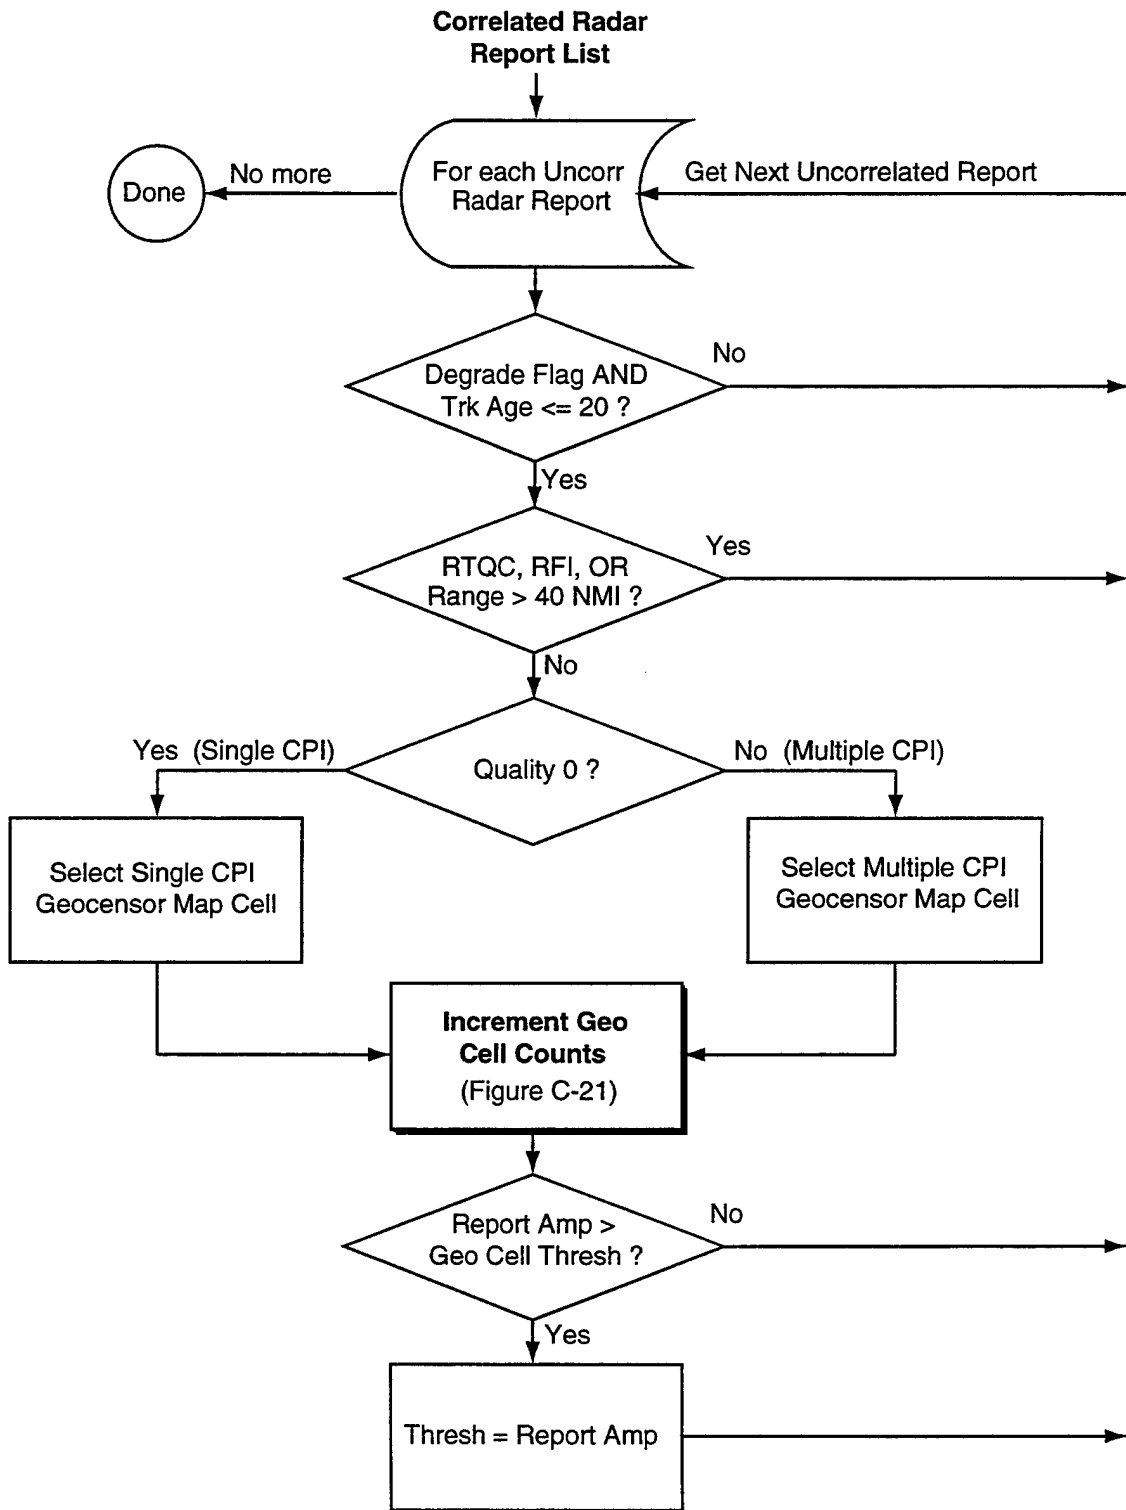 Correlated Radar
Report List
Done
No more
For each Uncorr
Radar Report
Get Next Uncorrelated Report
Degrade Flag AND
Trk Age <= 20 ?
No
Yes
RTQC, RFI, OR
Range > 40 NMI ?
Yes
No
Yes (Single CPI)
Quality 0 ?
No (Multiple CPI)
Select Single CPI
Geocensor Map Cell
Select Multiple CPI
Geocensor Map Cell
Increment Geo
Cell Counts
(Figure C-21)
Report Amp >
Geo Cell Thresh ?
No
Yes
Thresh = Report Amp